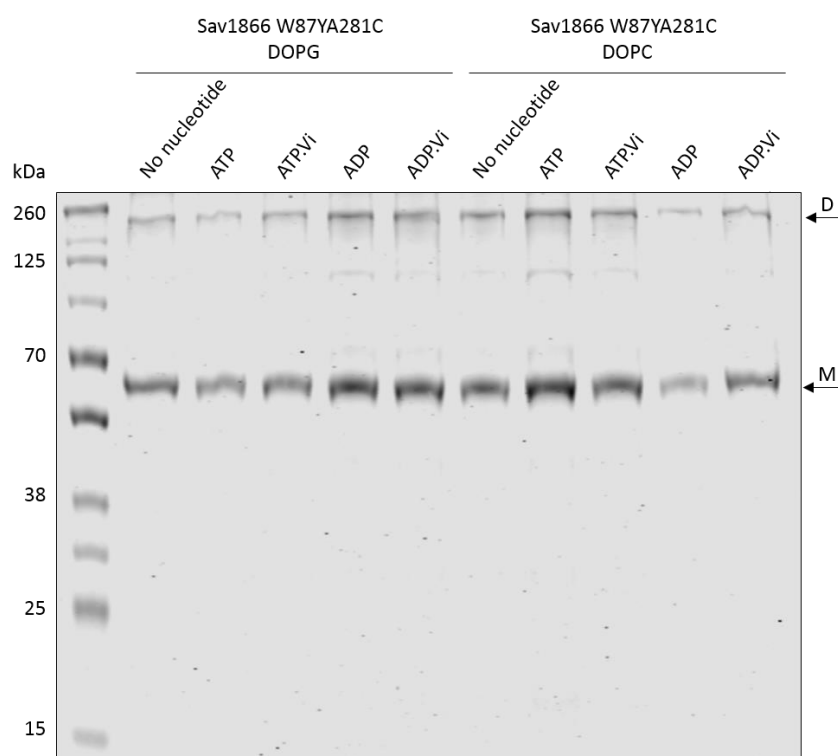 Sav1866 W87YA281C
DOPG
Sav1866 W87YA281C
DOPC
No nucleotide
ATP
ATP.Vi
ADP
ADP.Vi
No nucleotide
ATP
ATP.Vi
ADP
ADP.Vi
kDa
260
D
125
70
M
38
25
15